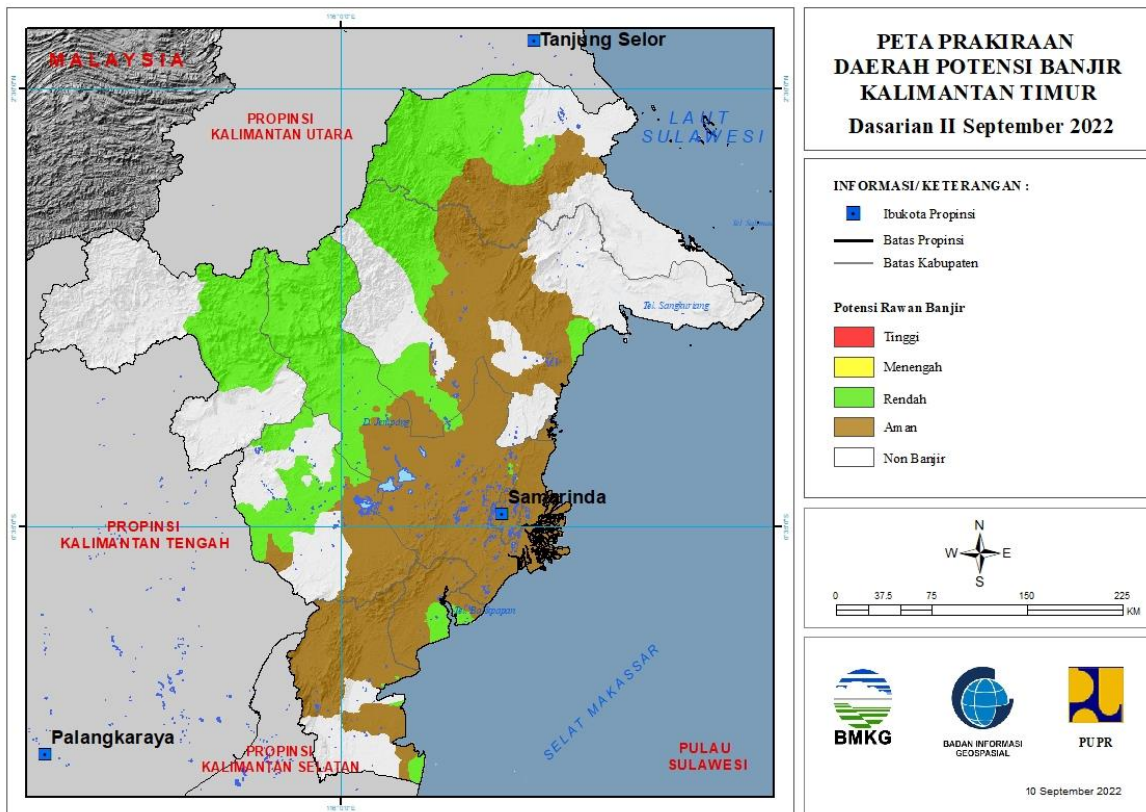 PETA PRAKIRAAN
DAERAH POTENSI BANJIR
KALIMANTAN TIMUR
Dasarian II September 2022
INFORMASI/ KETERANGAN :
Ibukota Propinsi
Batas Propinsi
Batas Kabupaten
Potensi Rawan Banjir
Tinggi
Menengah
Rendah
Aman
Non Banjir
N
W E
S
0 37.5 75 150 225
KM
BMKG
BADAN INFORMASI
GEOSPASIAL
PUPR
10 September 2022
Tanjung Selor
MALAYSIA
PROPINSI
KALIMANTAN UTARA
LAUT
SULAWESI
Tel. Sangkuriang
Samarinda
PROPINSI
KALIMANTAN TENGAH
SELAT MAKASSAR
Palangkaraya
PROPINSI
KALIMANTAN SELATAN
PULAU
SULAWESI